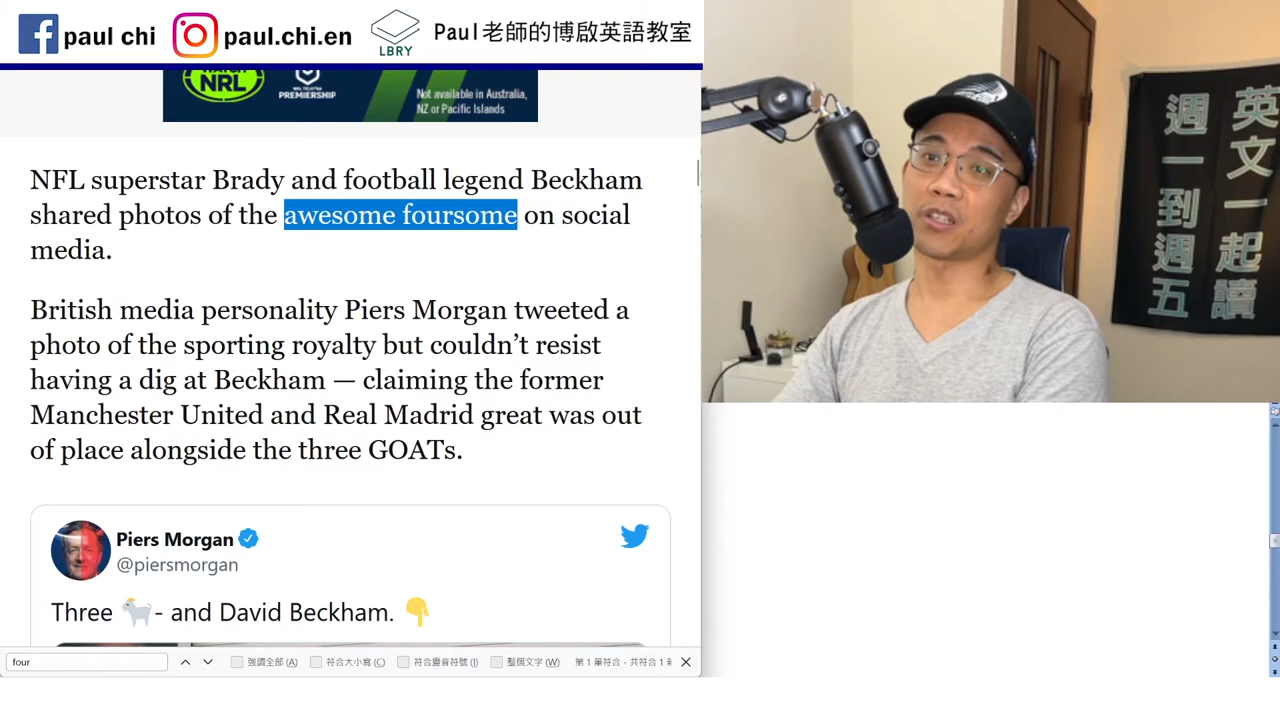 paul chi
paul.chi.en
LBRY
Paul老師的博啟英語教室
NRL
PREMIERSHIP
Not available in Australia,
NZ or Pacific Islands
NFL superstar Brady and football legend Beckham
shared photos of the awesome foursome on social
media.
British media personality Piers Morgan tweeted a
photo of the sporting royalty but couldn’t resist
having a dig at Beckham — claiming the former
Manchester United and Real Madrid great was out
of place alongside the three GOATs.
Piers Morgan
@piersmorgan
Three 🐐- and David Beckham. 👇
four
強調全部 (A)
符合大小寫 (C)
符合變音符號 (I)
整個文字 (W)
第 1 筆符合，共符合 1
英文一起讀
週一到週五